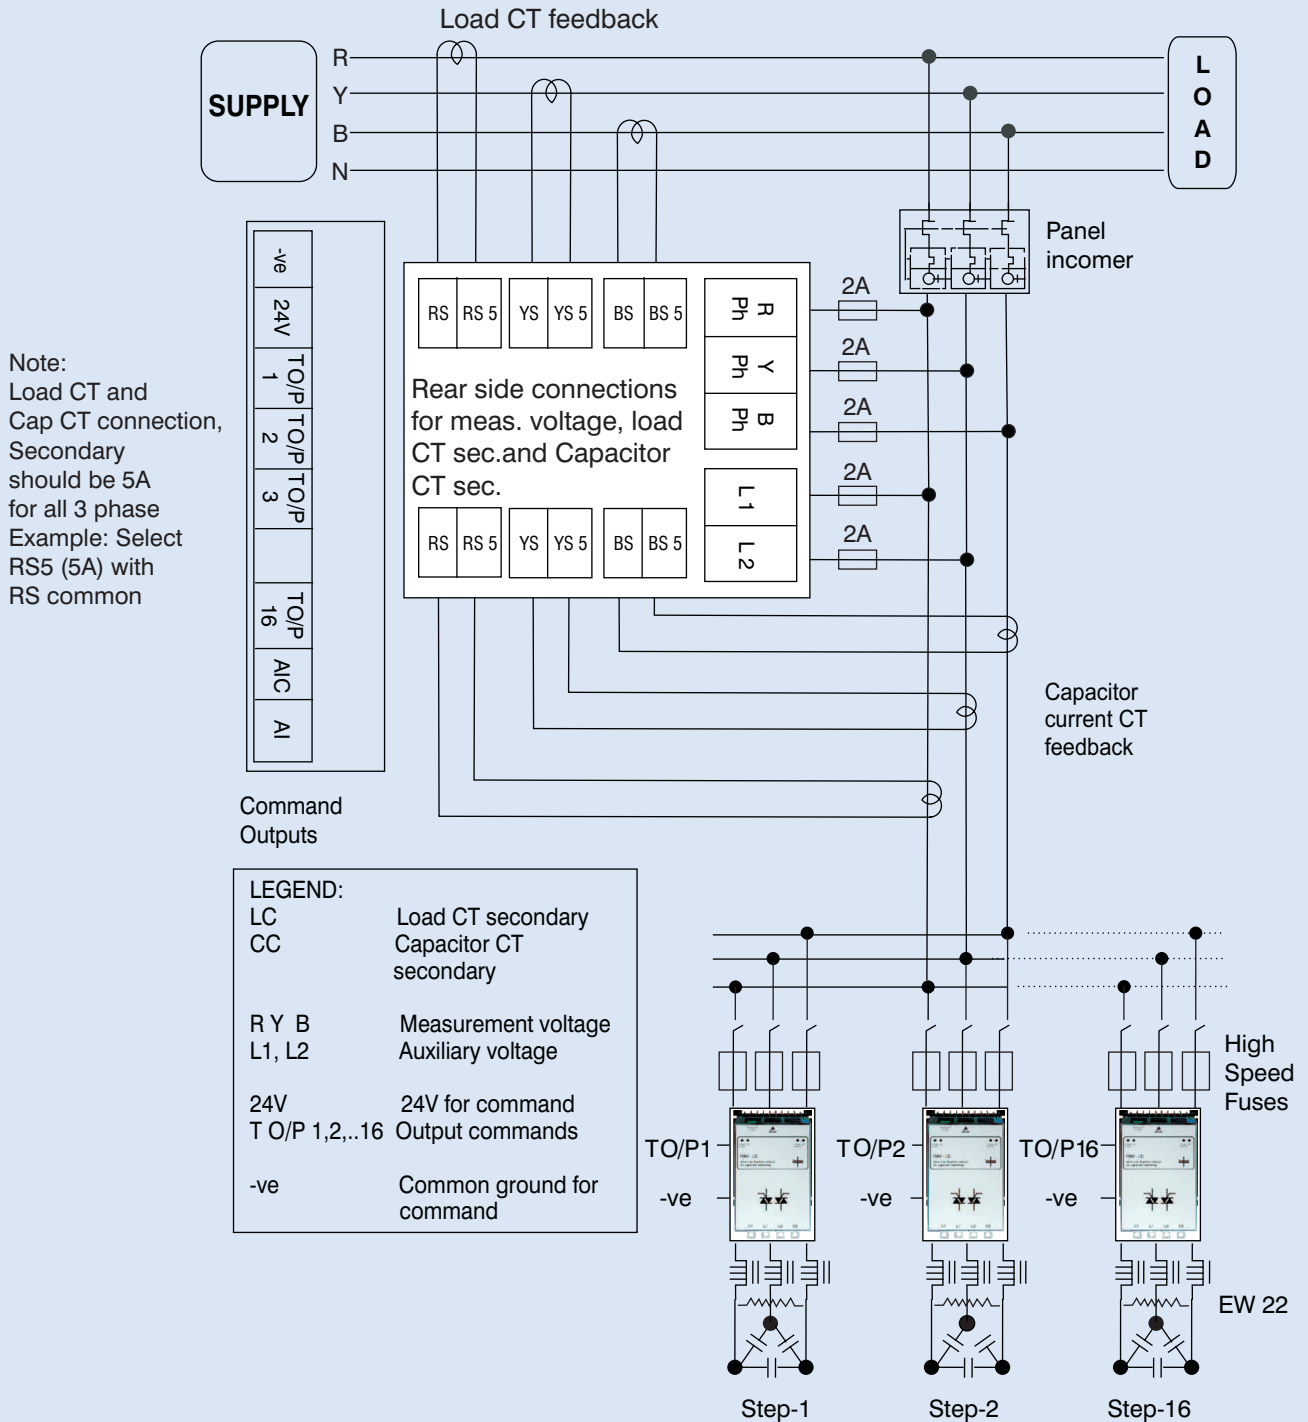 Load CT feedback
SUPPLY
R
Y
B
N
LOAD
Panel
incomer
-ve
24V
TO/P
1
TO/P
2
TO/P
3
TO/P
16
AIC
AI
Command
Outputs
Note:
Load CT and
Cap CT connection,
Secondary
should be 5A
for all 3 phase
Example: Select
RS5 (5A) with
RS common
RS RS 5 YS YS 5 BS BS 5
R
Ph
Y
Ph
B
Ph
L1
L2
Rear side connections
for meas. voltage, load
CT sec.and Capacitor
CT sec.
RS RS 5 YS YS 5 BS BS 5
2A
2A
2A
2A
2A
Capacitor
current CT
feedback
LEGEND:
LC Load CT secondary
CC Capacitor CT
secondary
R Y B Measurement voltage
L1, L2 Auxiliary voltage
24V 24V for command
T O/P 1,2,..16 Output commands
-ve Common ground for
command
High
Speed
Fuses
TO/P1 TO/P2 TO/P16
-ve -ve -ve
EW 22
Step-1 Step-2 Step-16